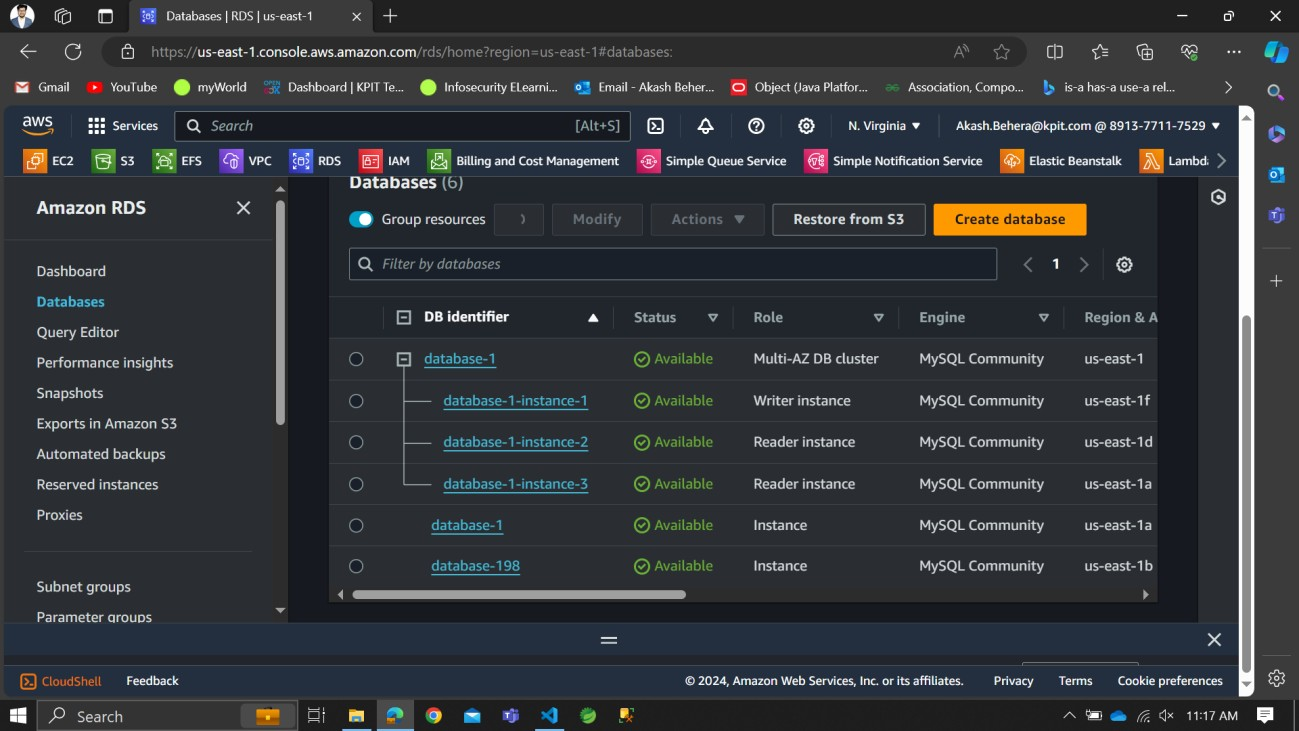 Databases | RDS | us-east-1
https://us-east-1.console.aws.amazon.com/rds/home?region=us-east-1#databases:
Gmail YouTube myWorld Dashboard | KPIT Te... Infosecurity ELearni... Email - Akash Beher... Object (Java Platfor... Association, Compo... is-a has-a use-a rel...
aws Services Search [Alt+S] N. Virginia Akash.Behera@kpit.com @ 8913-7711-7529
EC2 S3 EFS VPC RDS IAM Billing and Cost Management Simple Queue Service Simple Notification Service Elastic Beanstalk Lambd
Amazon RDS
Dashboard
Databases
Query Editor
Performance insights
Snapshots
Exports in Amazon S3
Automated backups
Reserved instances
Proxies
Subnet groups
Parameter groups
Databases (6)
Group resources Modify Actions Restore from S3 Create database
Filter by databases 1
DB identifier Status Role Engine Region & A
database-1 Available Multi-AZ DB cluster MySQL Community us-east-1
database-1-instance-1 Available Writer instance MySQL Community us-east-1f
database-1-instance-2 Available Reader instance MySQL Community us-east-1d
database-1-instance-3 Available Reader instance MySQL Community us-east-1a
database-1 Available Instance MySQL Community us-east-1a
database-198 Available Instance MySQL Community us-east-1b
CloudShell Feedback © 2024, Amazon Web Services, Inc. or its affiliates. Privacy Terms Cookie preferences
Search 11:17 AM